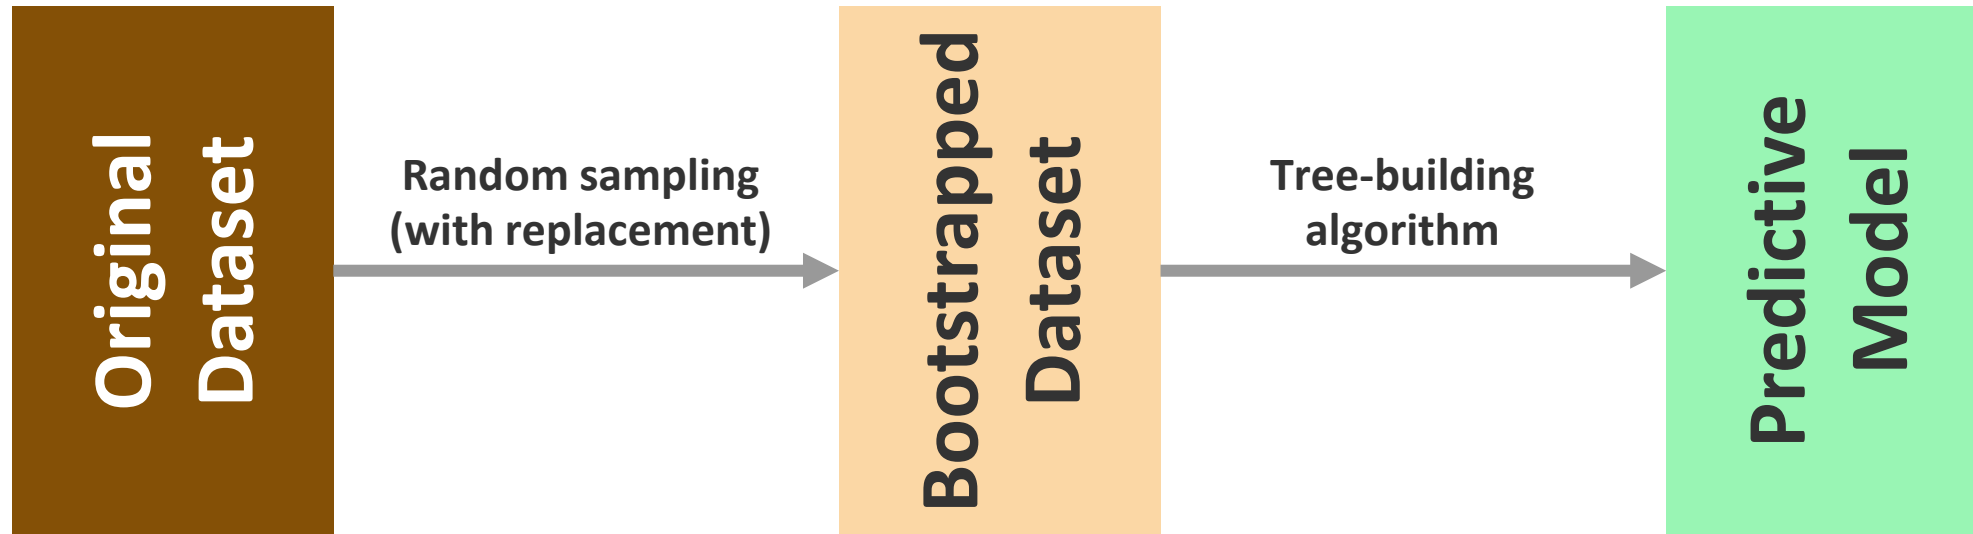 Original
Dataset
Random sampling
(with replacement)
Bootstrapped
Dataset
Tree-building
algorithm
Predictive
Model